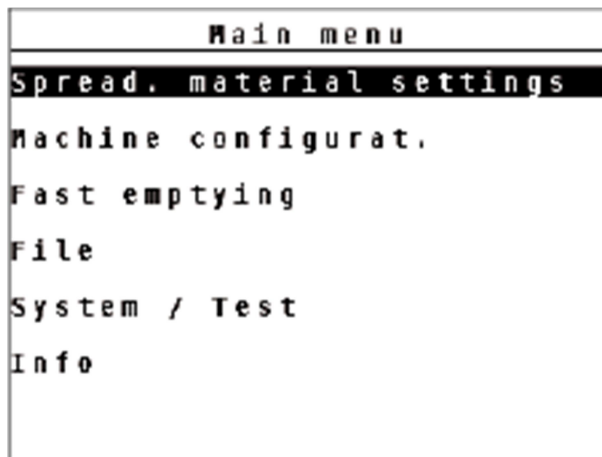 Main menu
Spread. material settings
Machine configurat.
Fast emptying
File
System / Test
Info